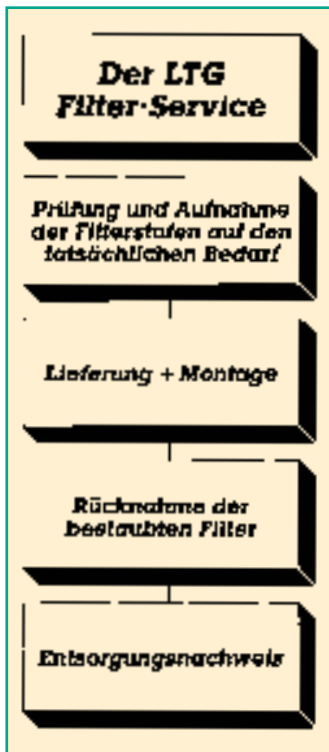 Der LTG
Filter-Service
Prüfung und Aufnahme
der Filterstufen auf den
tatsächlichen Bedarf
Lieferung + Montage
Rücknahme der
bestaubten Filter
Entsorgungsnachweis